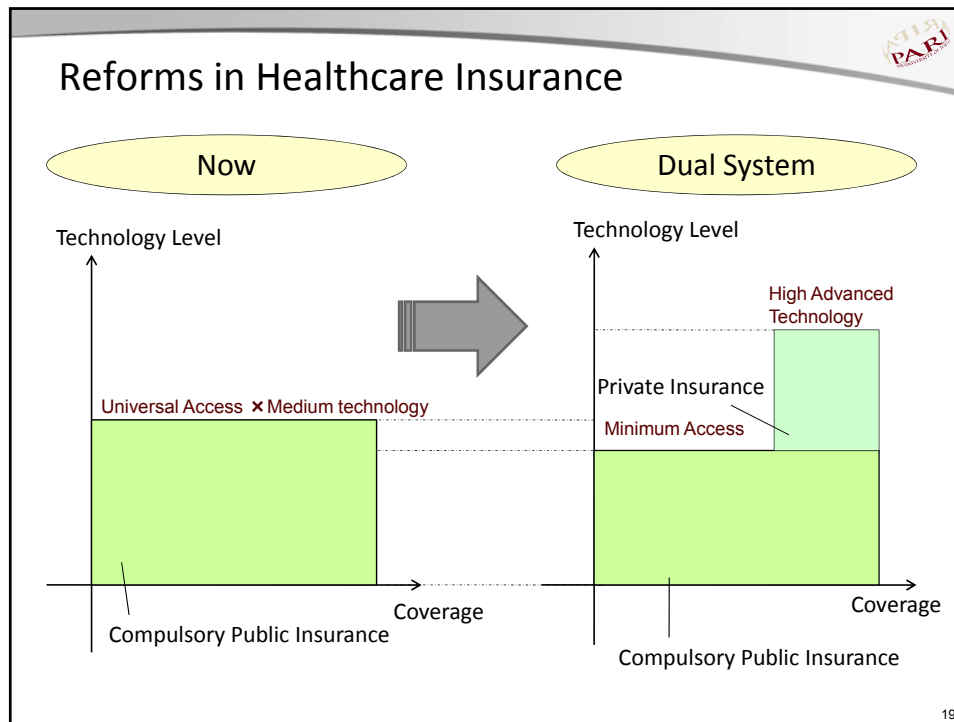 PARI
Reforms in Healthcare Insurance
Now
Dual System
Technology Level
Technology Level
High Advanced
Technology
Private Insurance
Universal Access × Medium technology
Minimum Access
Coverage
Coverage
Compulsory Public Insurance
Compulsory Public Insurance
19